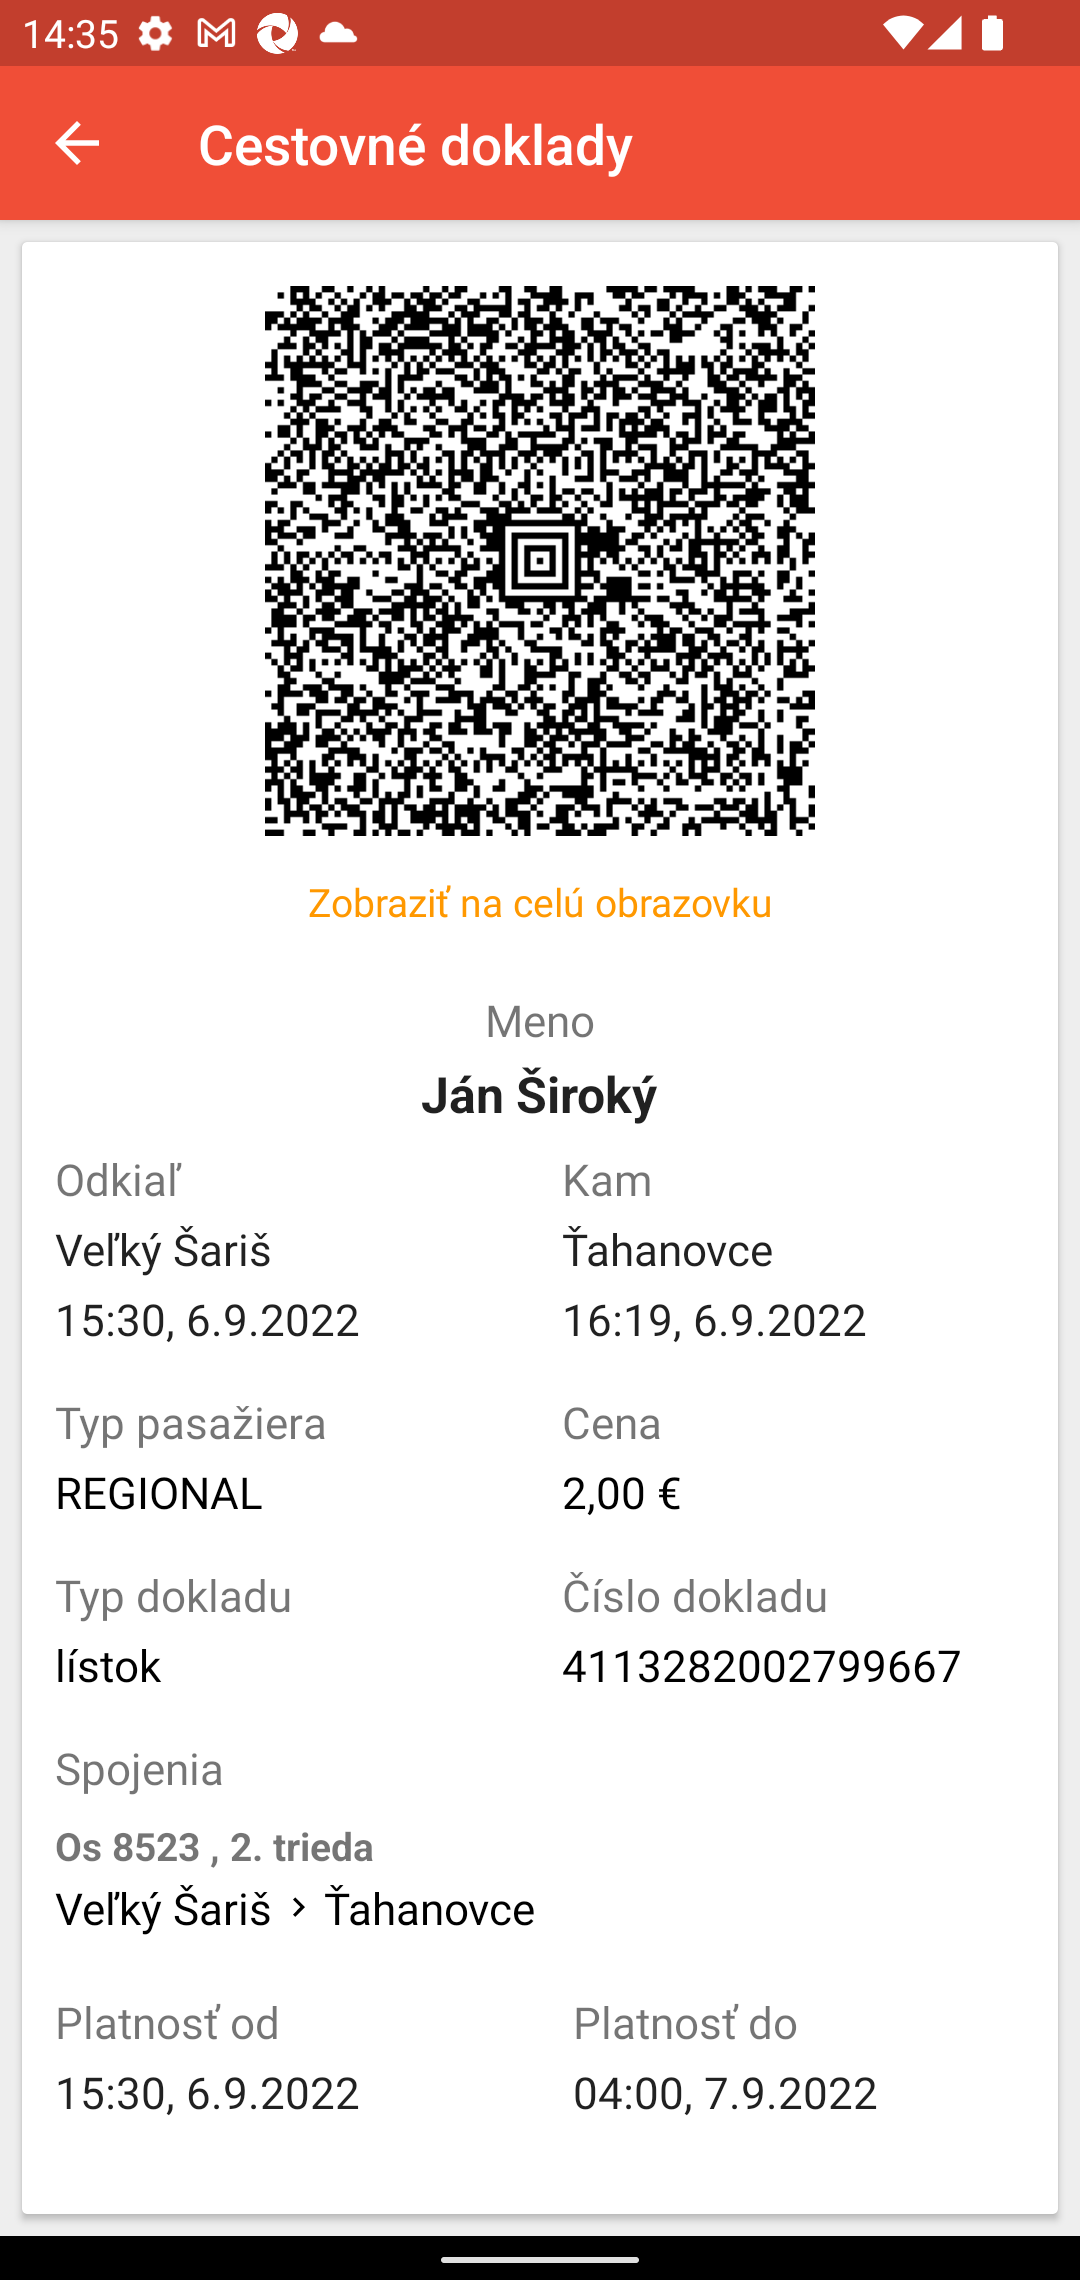 14:35
Cestovné doklady
Zobraziť na celú obrazovku
Meno
Ján Široký
Odkiaľ
Kam
Veľký Šariš
Ťahanovce
15:30, 6.9.2022
16:19, 6.9.2022
Typ pasažiera
Cena
REGIONAL
2,00 €
Typ dokladu
Číslo dokladu
lístok
4113282002799667
Spojenia
Os 8523 , 2. trieda
Veľký Šariš > Ťahanovce
Platnosť od
Platnosť do
15:30, 6.9.2022
04:00, 7.9.2022